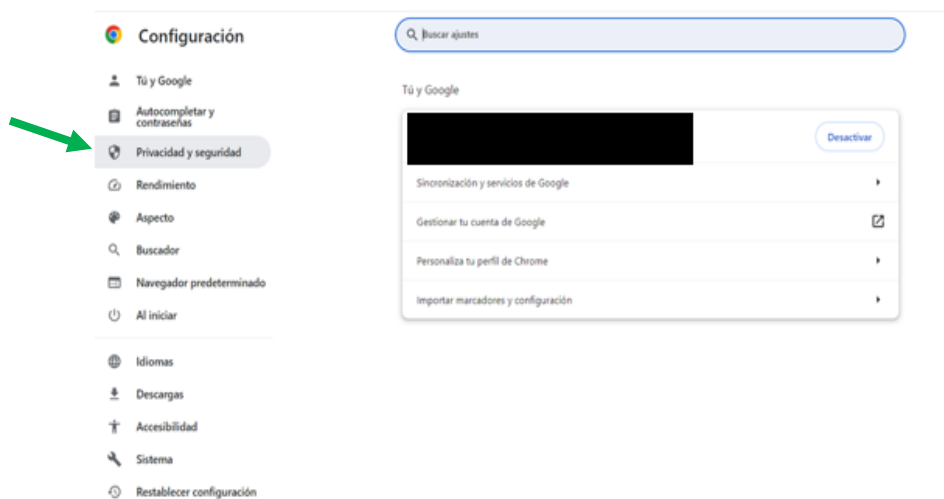 Configuración
Buscar ajustes
Tú y Google
Autocompletar y
contraseñas
Privacidad y seguridad
Rendimiento
Aspecto
Buscador
Navegador predeterminado
Al iniciar
Idiomas
Descargas
Accesibilidad
Sistema
Restablecer configuración
Tú y Google
Desactivar
Sincronización y servicios de Google
Gestionar tu cuenta de Google
Personaliza tu perfil de Chrome
Importar marcadores y configuración